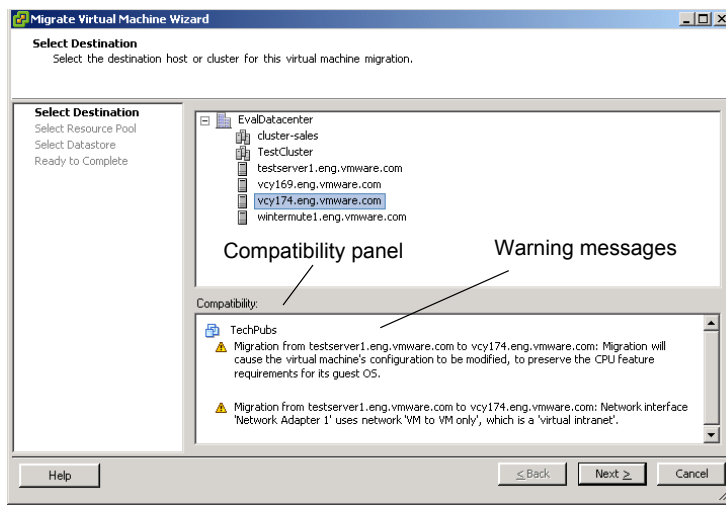 Migrate Virtual Machine Wizard
Select Destination
Select the destination host or cluster for this virtual machine migration.
Select Destination
Select Resource Pool
Select Datastore
Ready to Complete
EvalDatacenter
cluster-sales
TestCluster
testserver1.eng.vmware.com
vcy169.eng.vmware.com
vcy174.eng.vmware.com
wintermute1.eng.vmware.com
Compatibility panel
Warning messages
Compatibility:
TechPubs
Migration from testserver1.eng.vmware.com to vcy174.eng.vmware.com: Migration will
cause the virtual machine's configuration to be modified, to preserve the CPU feature
requirements for its guest OS.
Migration from testserver1.eng.vmware.com to vcy174.eng.vmware.com: Network interface
'Network Adapter 1' uses network 'VM to VM only', which is a 'virtual intranet'.
Help
≤ Back
Next ≥
Cancel